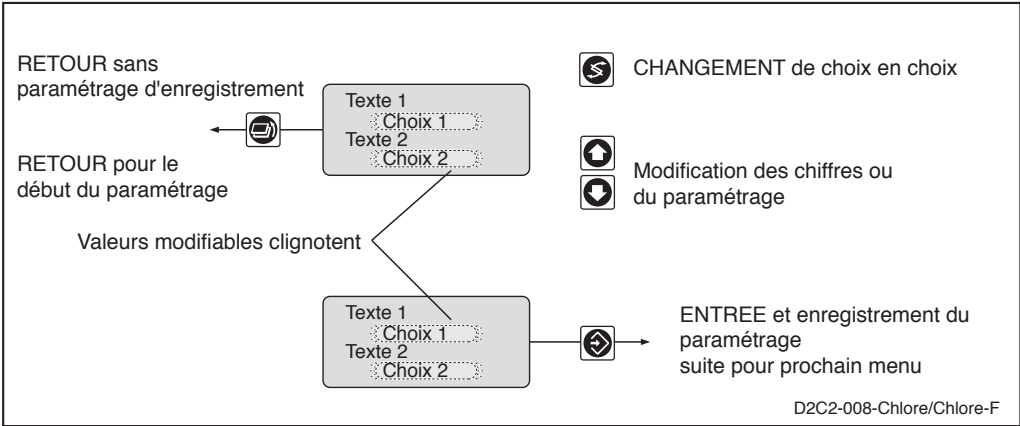 RETOUR sans
paramétrage d'enregistrement
RETOUR pour le
début du paramétrage
Texte 1
Choix 1
Texte 2
Choix 2
CHANGEMENT de choix en choix
Modification des chiffres ou
du paramétrage
Valeurs modifiables clignotent
Texte 1
Choix 1
Texte 2
Choix 2
ENTREE et enregistrement du
paramétrage
suite pour prochain menu
D2C2-008-Chlore/Chlore-F